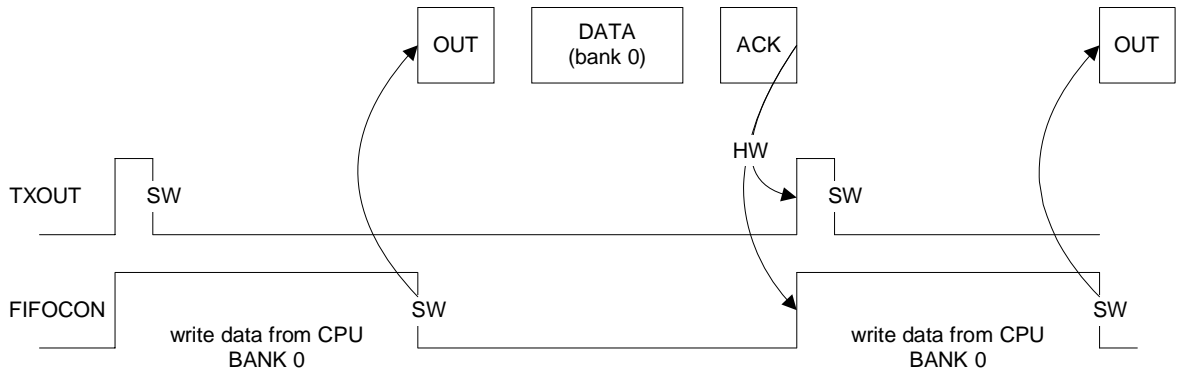 OUT
DATA
(bank 0)
ACK
OUT
HW
TXOUT
SW
SW
FIFOCON
SW
SW
write data from CPU
BANK 0
write data from CPU
BANK 0